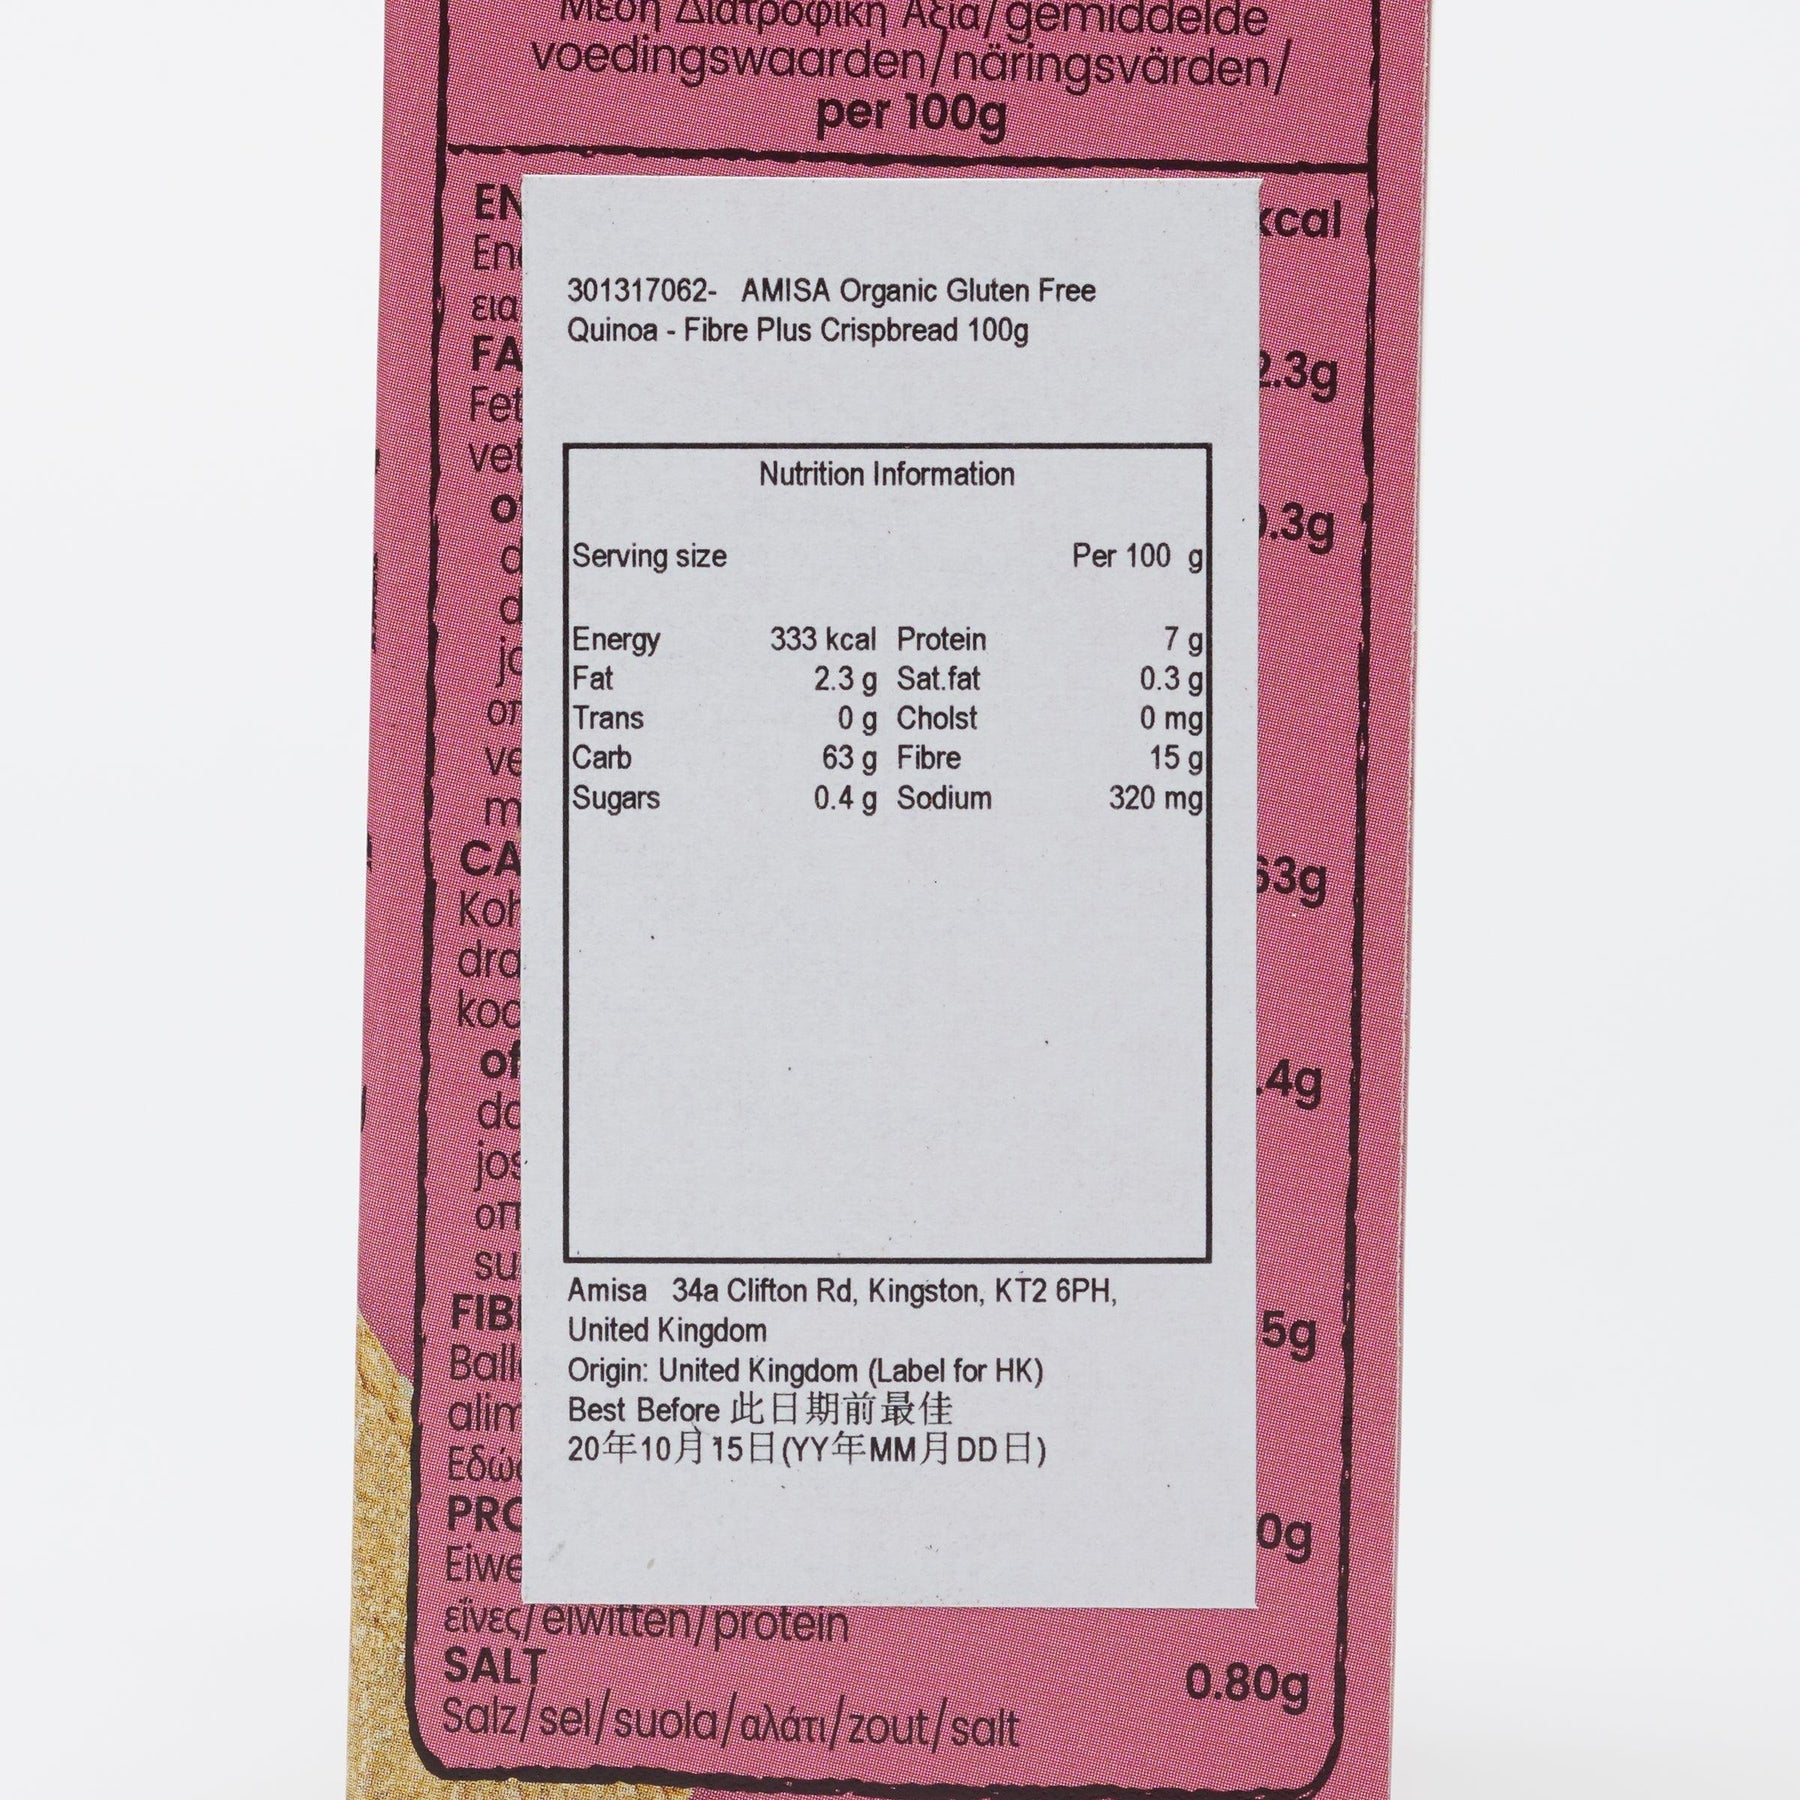 Μέση Διατροφική Αξία/gemiddelde
voedingswaarden/näringsvärden/
per 100g
kcal
301317062- AMISA Organic Gluten Free
Quinoa - Fibre Plus Crispbread 100g
2.3g
Nutrition Information
.3g
Serving size Per 100 g
Energy 333 kcal Protein 7 g
Fat 2.3 g Sat.fat 0.3 g
Trans 0 g Cholst 0 mg
Carb 63 g Fibre 15 g
Sugars 0.4 g Sodium 320 mg
63g
.4g
Amisa 34a Clifton Rd, Kingston, KT2 6PH,
United Kingdom
5g
Origin: United Kingdom (Label for HK)
Best Before 此日期前最佳
20年10月15日(YY年MM月DD日)
0g
εΐνες/eiwitten/protein
SALT 0.80g
Salz/sel/suola/αλάτι/zout/salt